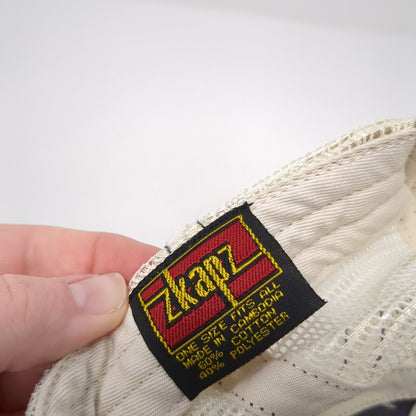 zkapz
ONE SIZE FITS ALL
MADE IN CAMBODIA
60% COTTON
40% POLYESTER